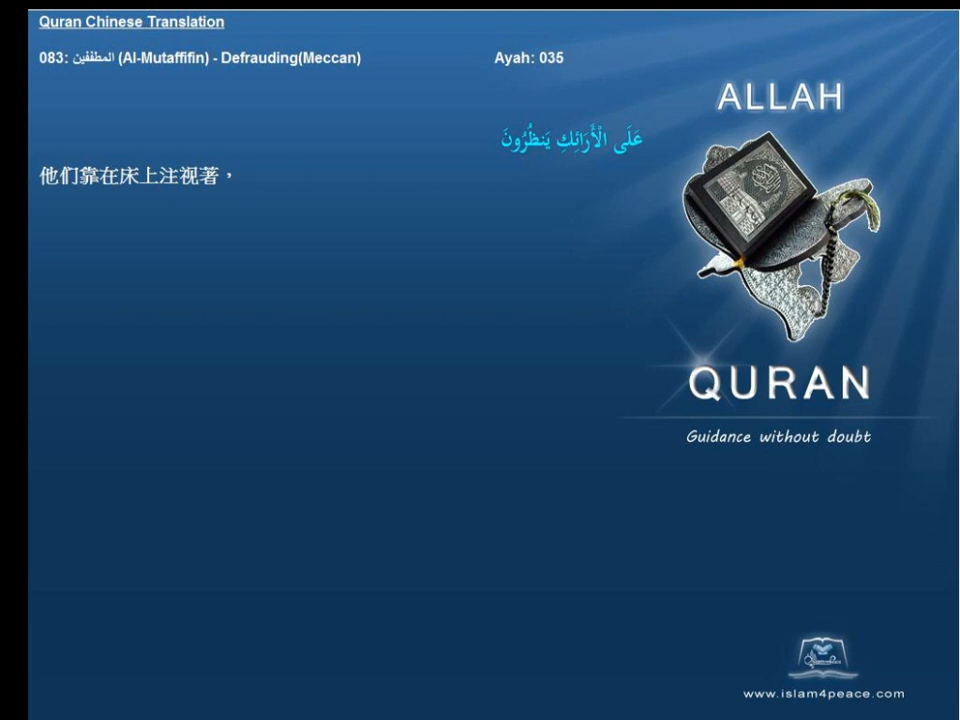 Quran Chinese Translation
083: المطففين (Al-Mutaffifin) - Defrauding(Meccan) Ayah: 035
ALLAH
عَلَى الْأَرَائِكِ يَنظُرُونَ
他们靠在床上注视著，
QURAN
Guidance without doubt
www.islam4peace.com